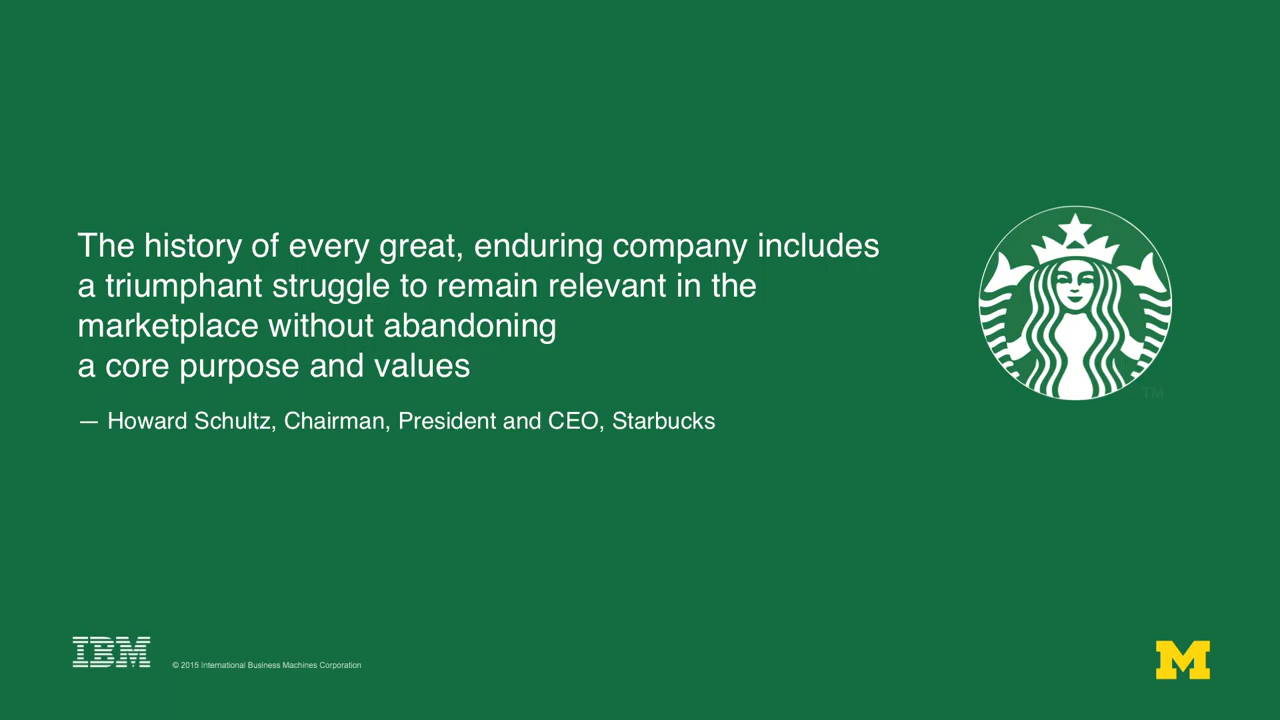 The history of every great, enduring company includes
a triumphant struggle to remain relevant in the
marketplace without abandoning
a core purpose and values
— Howard Schultz, Chairman, President and CEO, Starbucks
TM
IBM
© 2015 International Business Machines Corporation
M